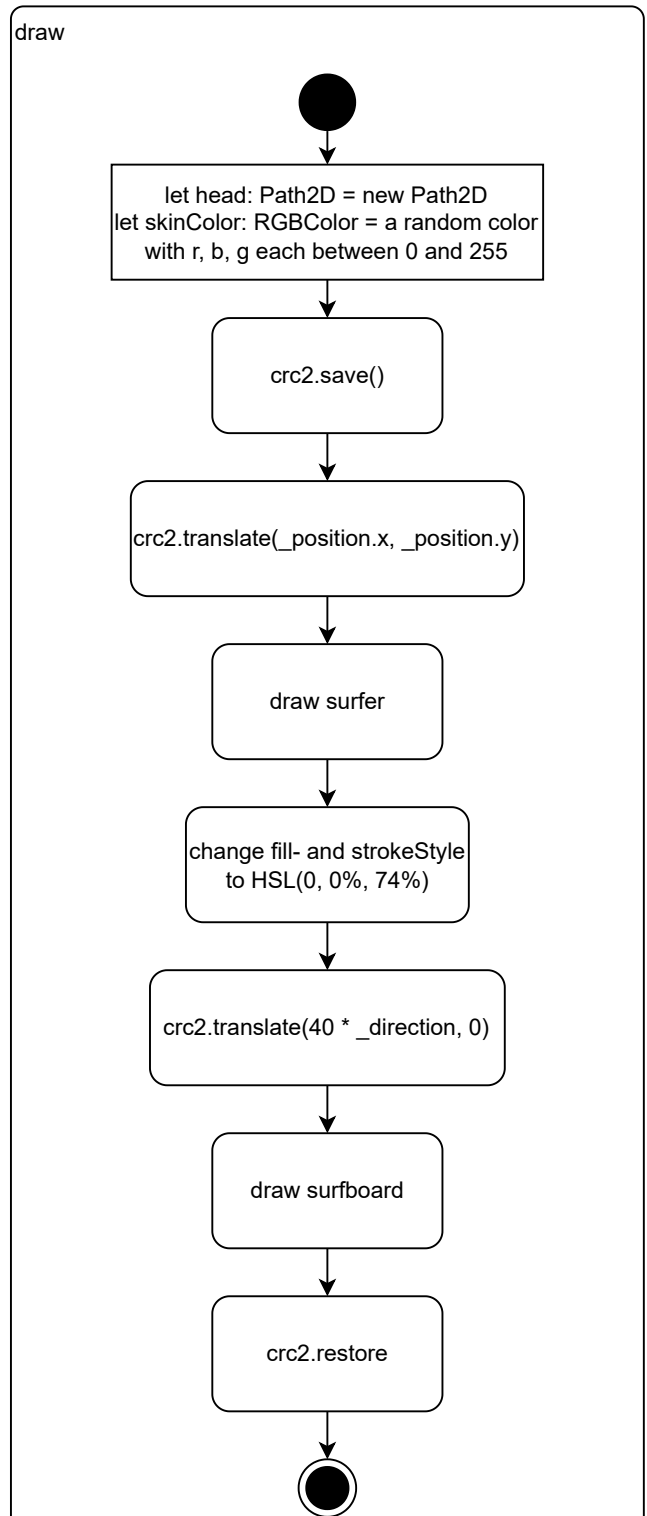 draw
let head: Path2D = new Path2D
let skinColor: RGBColor = a random color
with r, b, g each between 0 and 255
crc2.save()
crc2.translate(_position.x, _position.y)
draw surfer
change fill- and strokeStyle
to HSL(0, 0%, 74%)
crc2.translate(40 * _direction, 0)
draw surfboard
crc2.restore